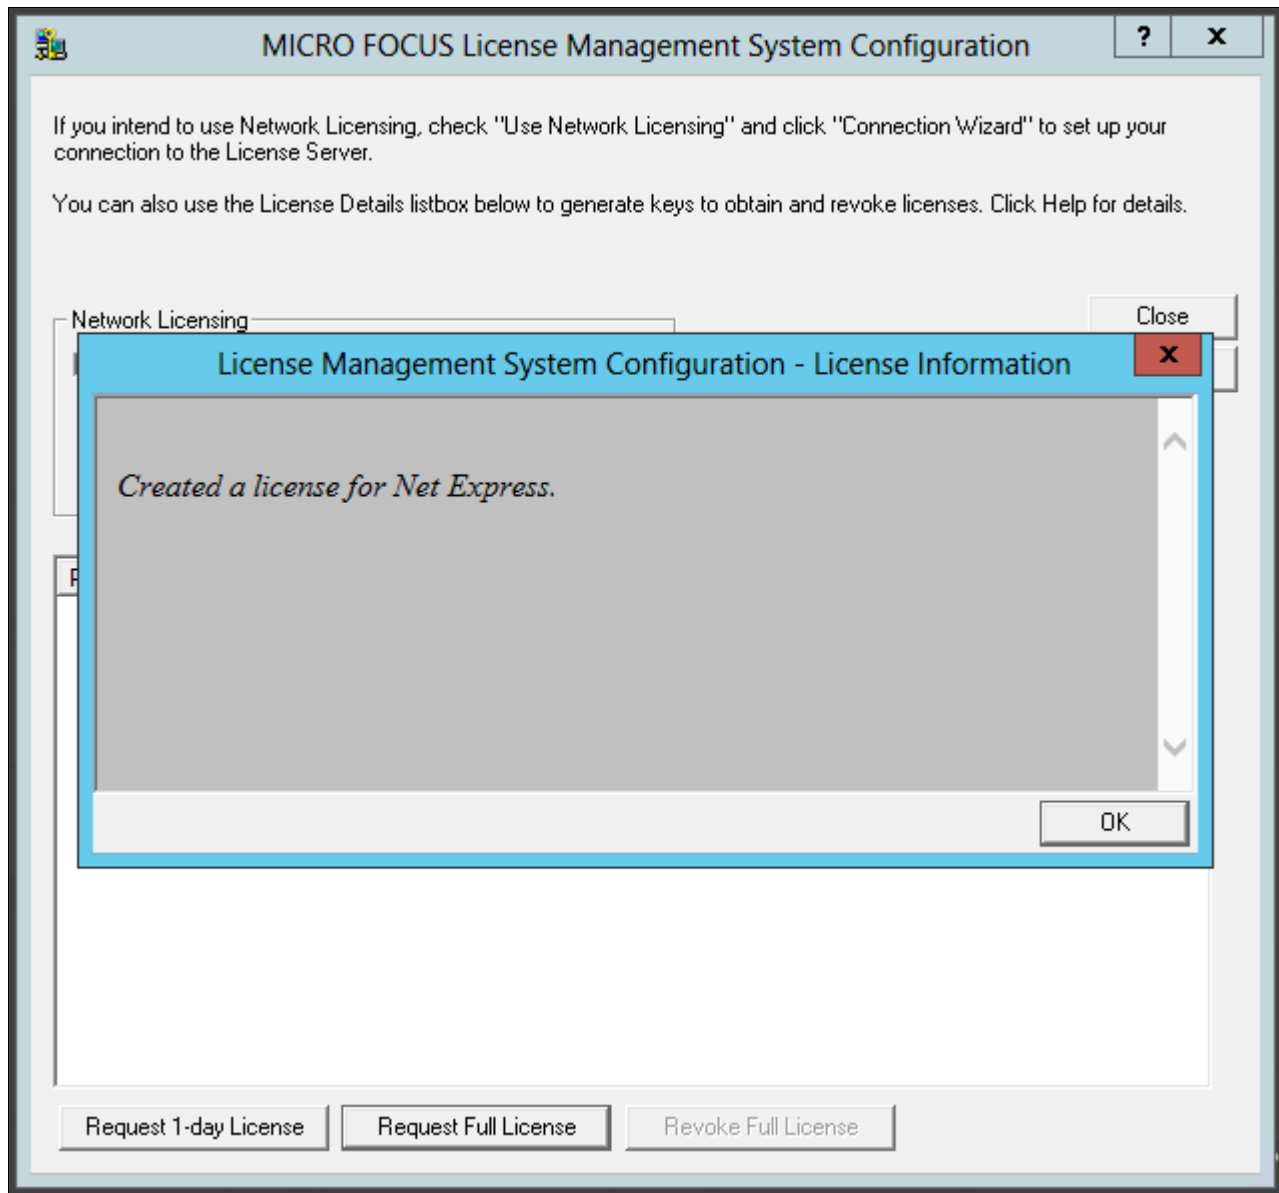 MICRO FOCUS License Management System Configuration
?
x
If you intend to use Network Licensing, check "Use Network Licensing" and click "Connection Wizard" to set up your
connection to the License Server.
You can also use the License Details listbox below to generate keys to obtain and revoke licenses. Click Help for details.
Network Licensing
Close
License Management System Configuration - License Information
x
Created a license for Net Express.
OK
Request 1-day License
Request Full License
Revoke Full License